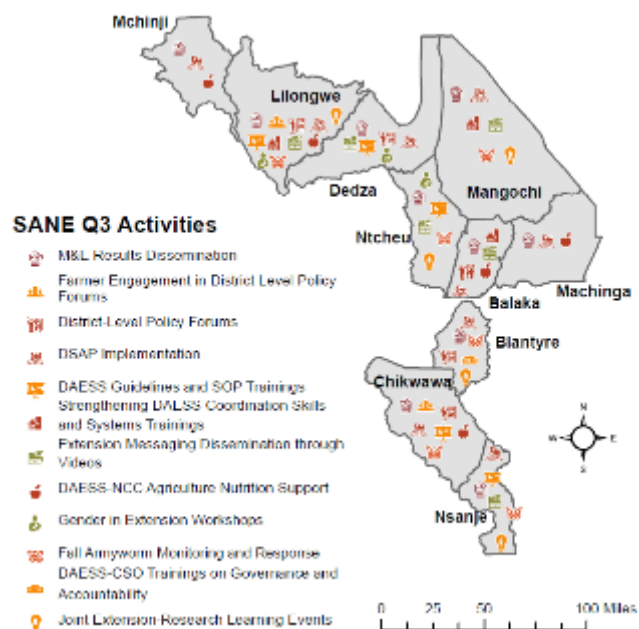 Mchinji
Lilongwe
Dedza
Mangochi
Ntcheu
Machinga
Balaka
Blantyre
Chikwawa
Nsanje
SANE Q3 Activities
M&E Results Dissemination
Farmer Engagement in District Level Policy
Forums
District-Level Policy Forums
DSAP Implementation
DAESS Guidelines and SOP Trainings
Strengthening DAESS Coordination Skills
and Systems Trainings
Extension Messaging Dissemination through
Videos
DAESS-NCC Agriculture Nutrition Support
Gender in Extension Workshops
Fall Armyworm Monitoring and Response
DAESS-CSO Trainings on Governance and
Accountability
Joint Extension-Research Learning Events
N
W E
S
0 25 50 100 Miles